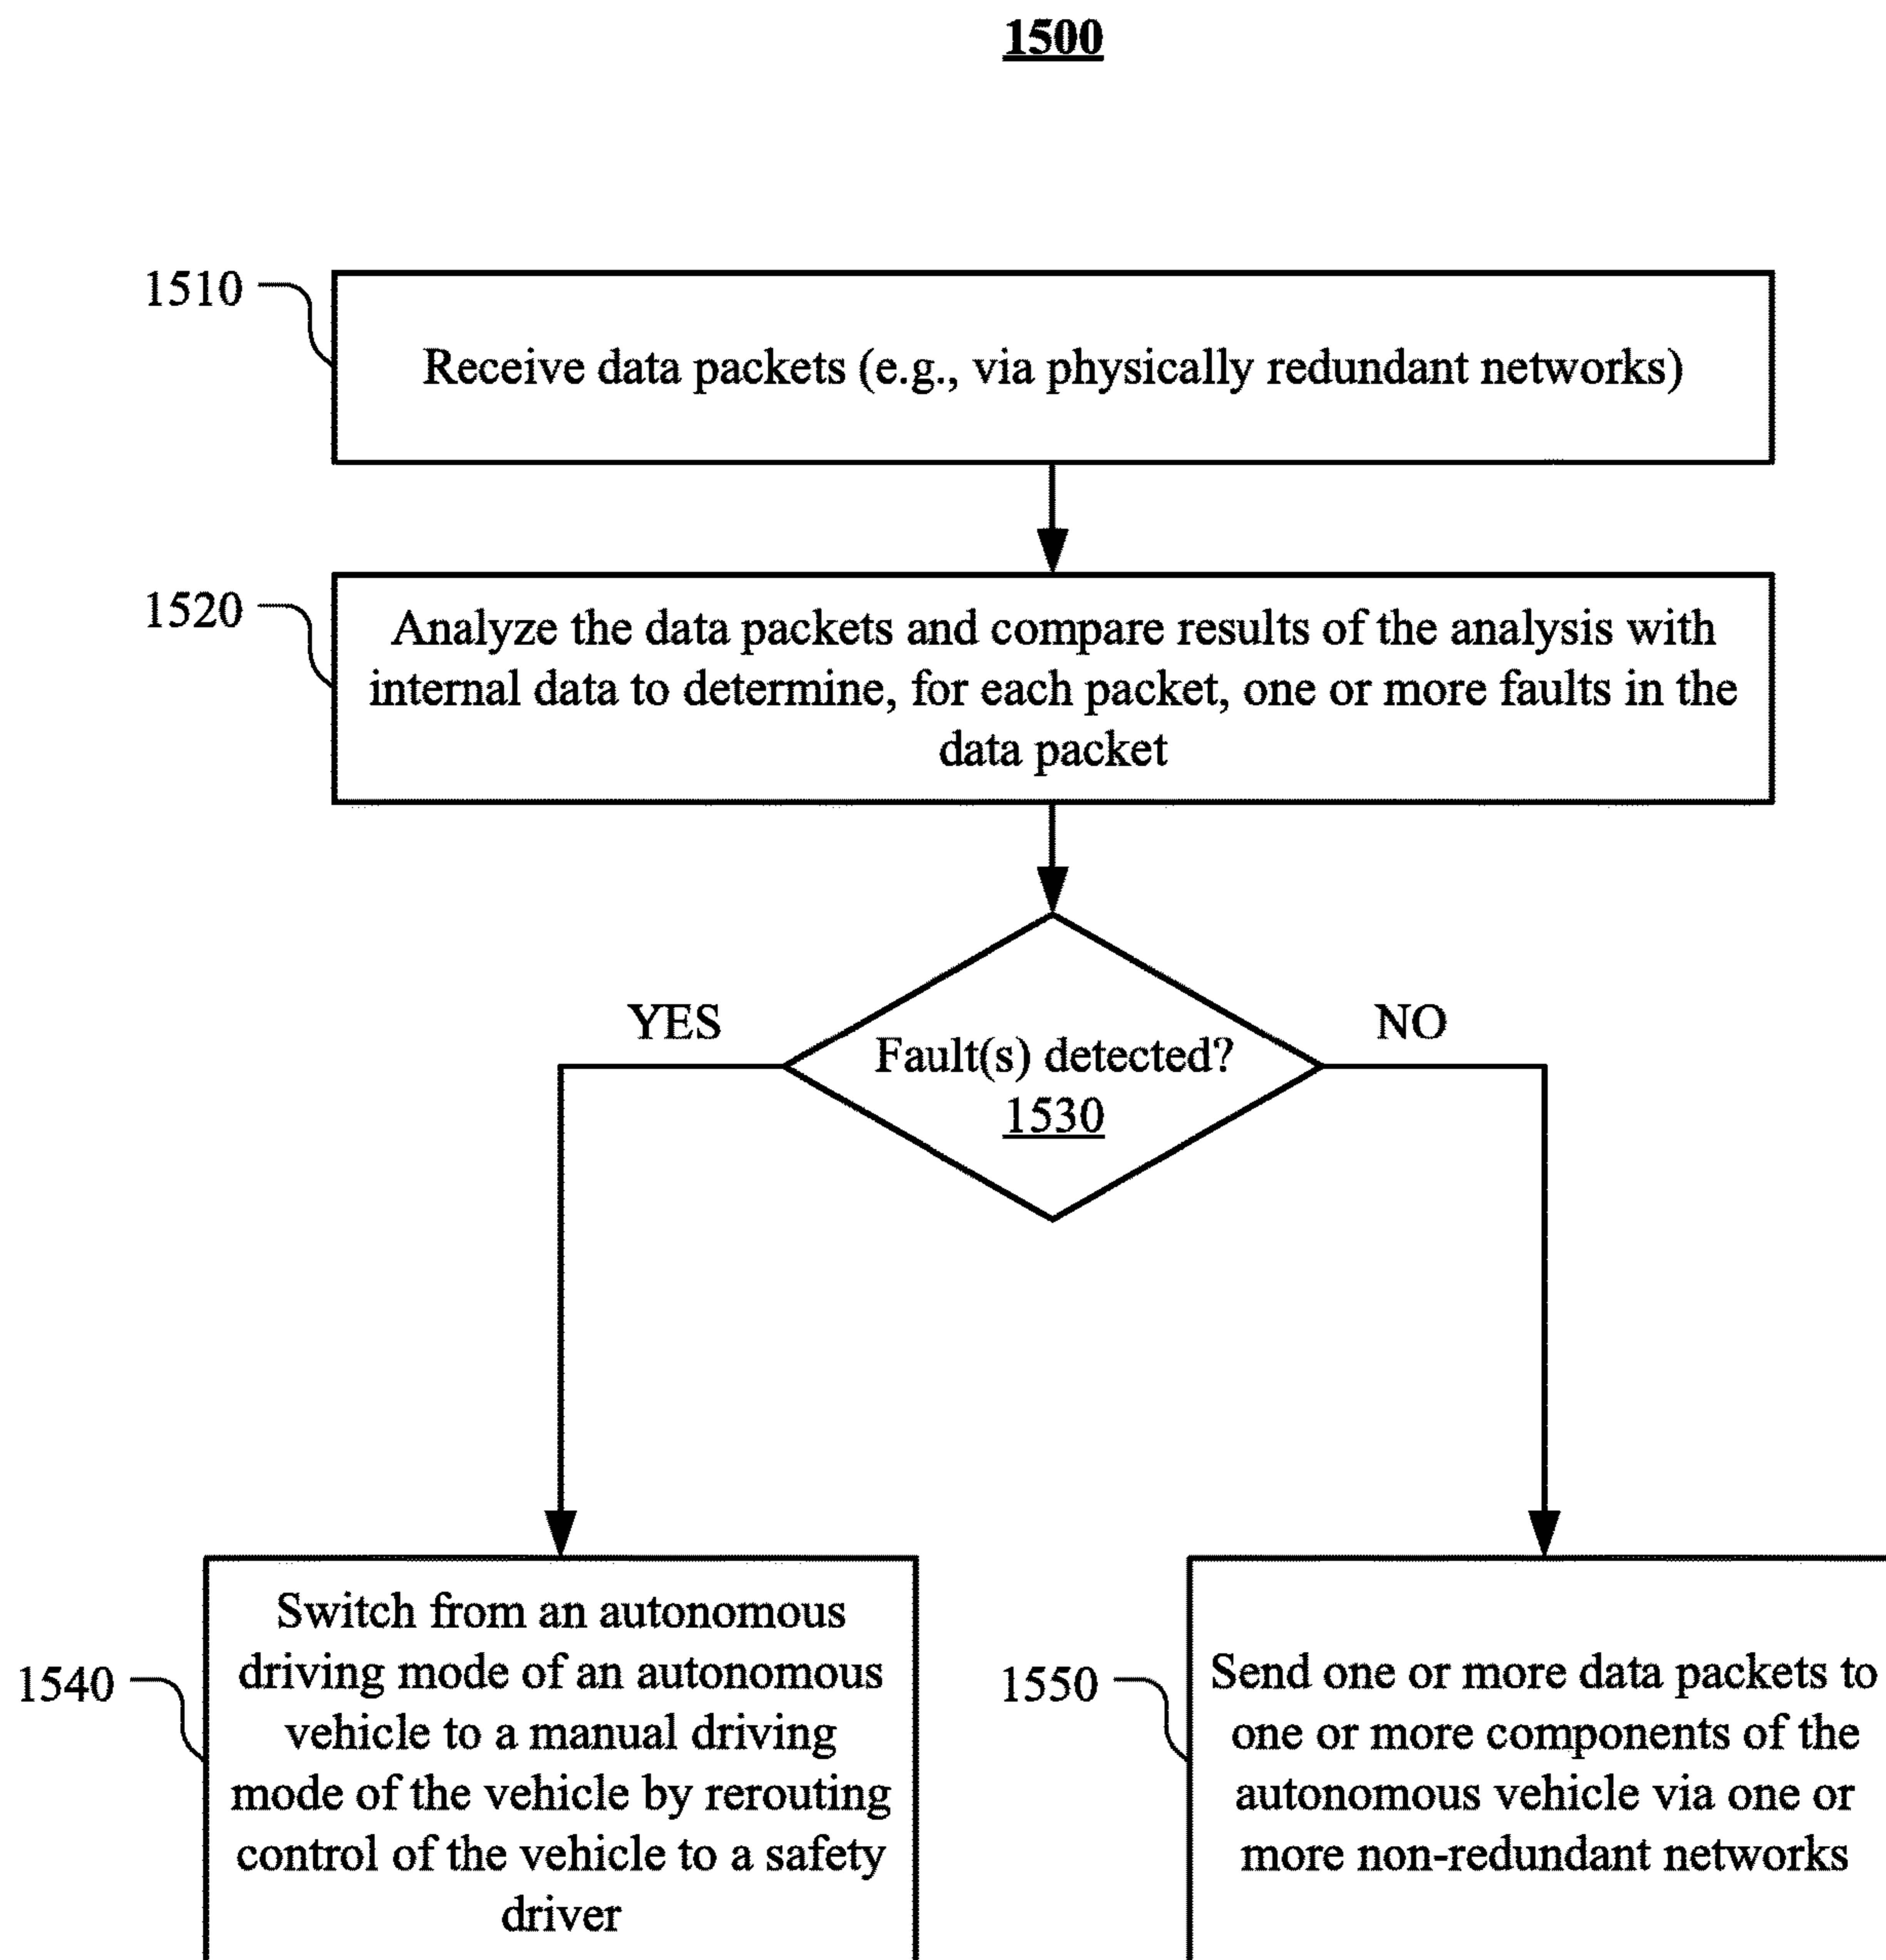 1500
1510
Receive data packets (e.g., via physically redundant networks)
1520
Analyze the data packets and compare results of the analysis with
internal data to determine, for each packet, one or more faults in the
data packet
YES
NO
Fault(s) detected?
1530
1540
Switch from an autonomous
driving mode of an autonomous
vehicle to a manual driving
mode of the vehicle by rerouting
control of the vehicle to a safety
driver
1550
Send one or more data packets to
one or more components of the
autonomous vehicle via one or
more non-redundant networks